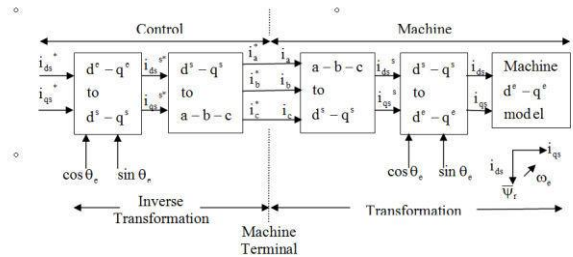 Control
Machine
i_ds*
i_qs*
d^e – q^e
to
d^s – q^s
i_ds^s*
i_qs^s*
d^s – q^s
to
a – b – c
i_a*
i_b*
i_c*
i_a
i_b
i_c
a – b – c
to
d^s – q^s
i_ds^s
i_qs^s
d^s – q^s
to
d^e – q^e
i_ds
i_qs
Machine
d^e – q^e
model
cos θ_e
sin θ_e
cos θ_e
sin θ_e
i_qs
i_ds
ω_e
Ψ_r
Inverse
Transformation
Transformation
Machine
Terminal